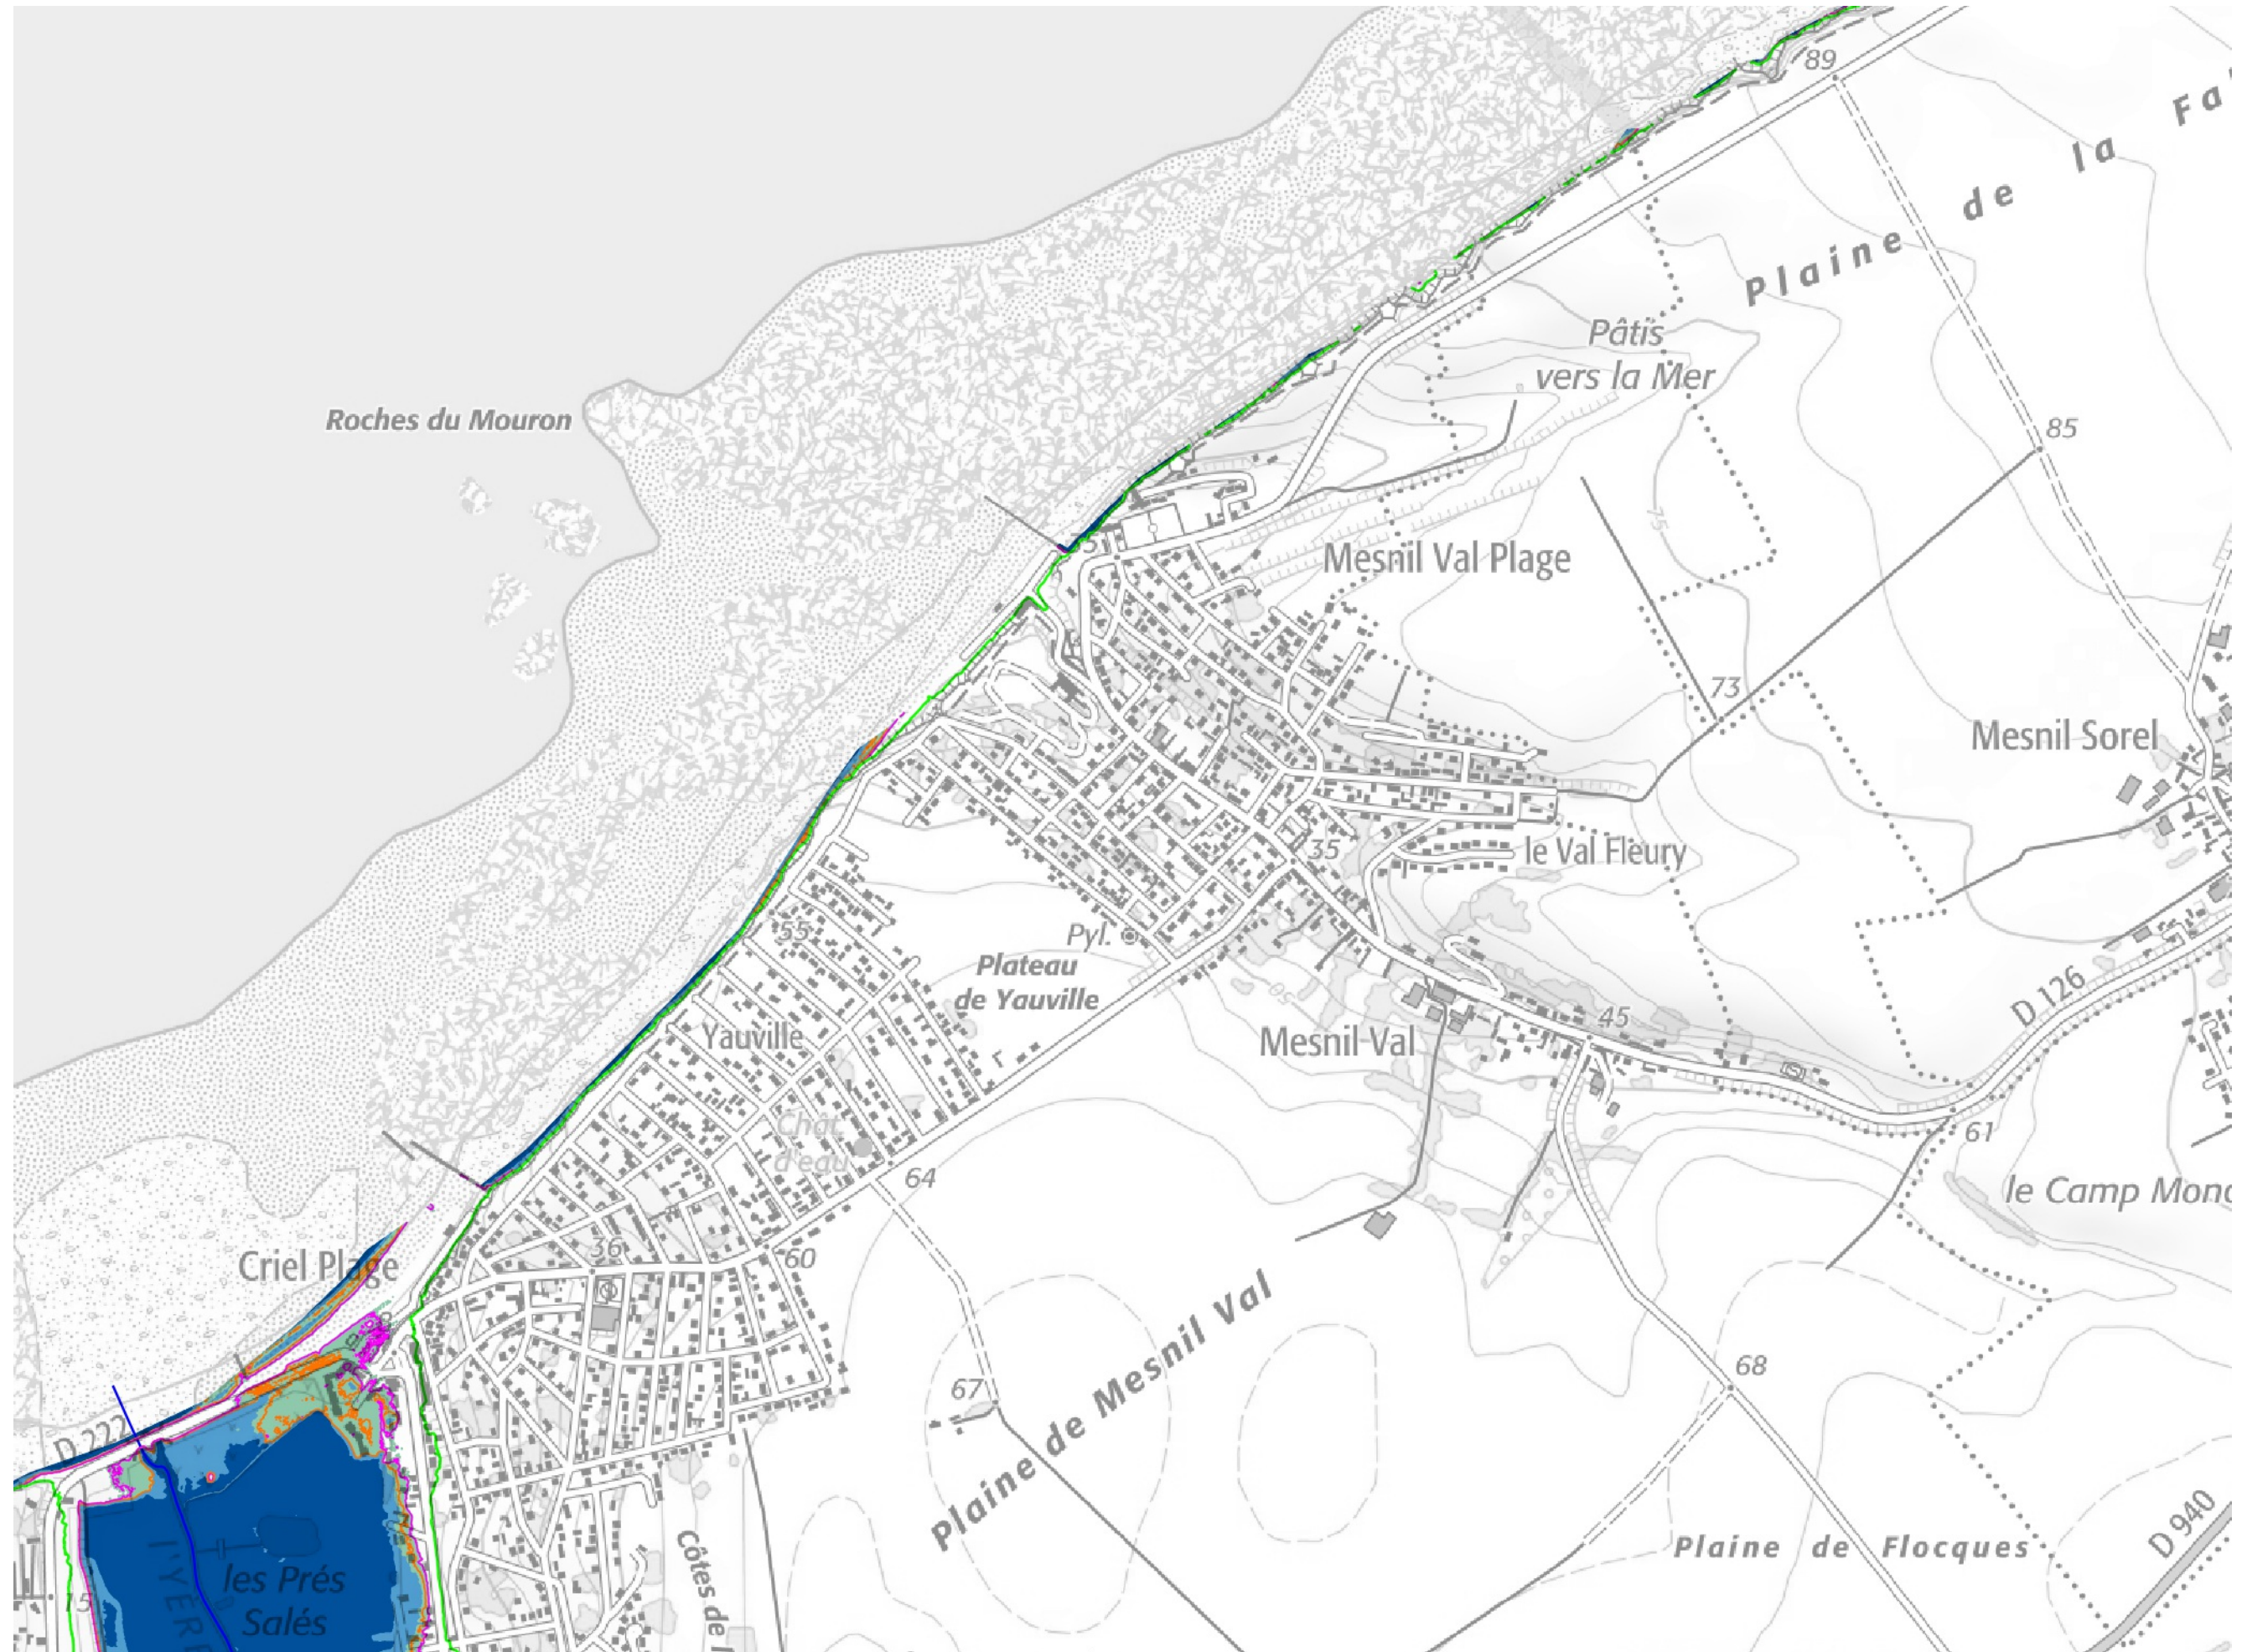 89
Plaine de la Fa
Pâtis
vers la Mer
Roches du Mouron
85
75
Mesnil Val Plage
73
Mesnil Sorel
35
le Val Fleury
55
Pyl.
Plateau
de Yauville
D 126
Yauville
Mesnil-Val
45
50
Chât.
d'eau
61
64
le Camp Mond
Criel Plage
36
60
Plaine de Mesnil Val
68
67
D 222
Plaine de Flocques
D 940
Côtes de
les Prés
Salés
15
l'YÈRE